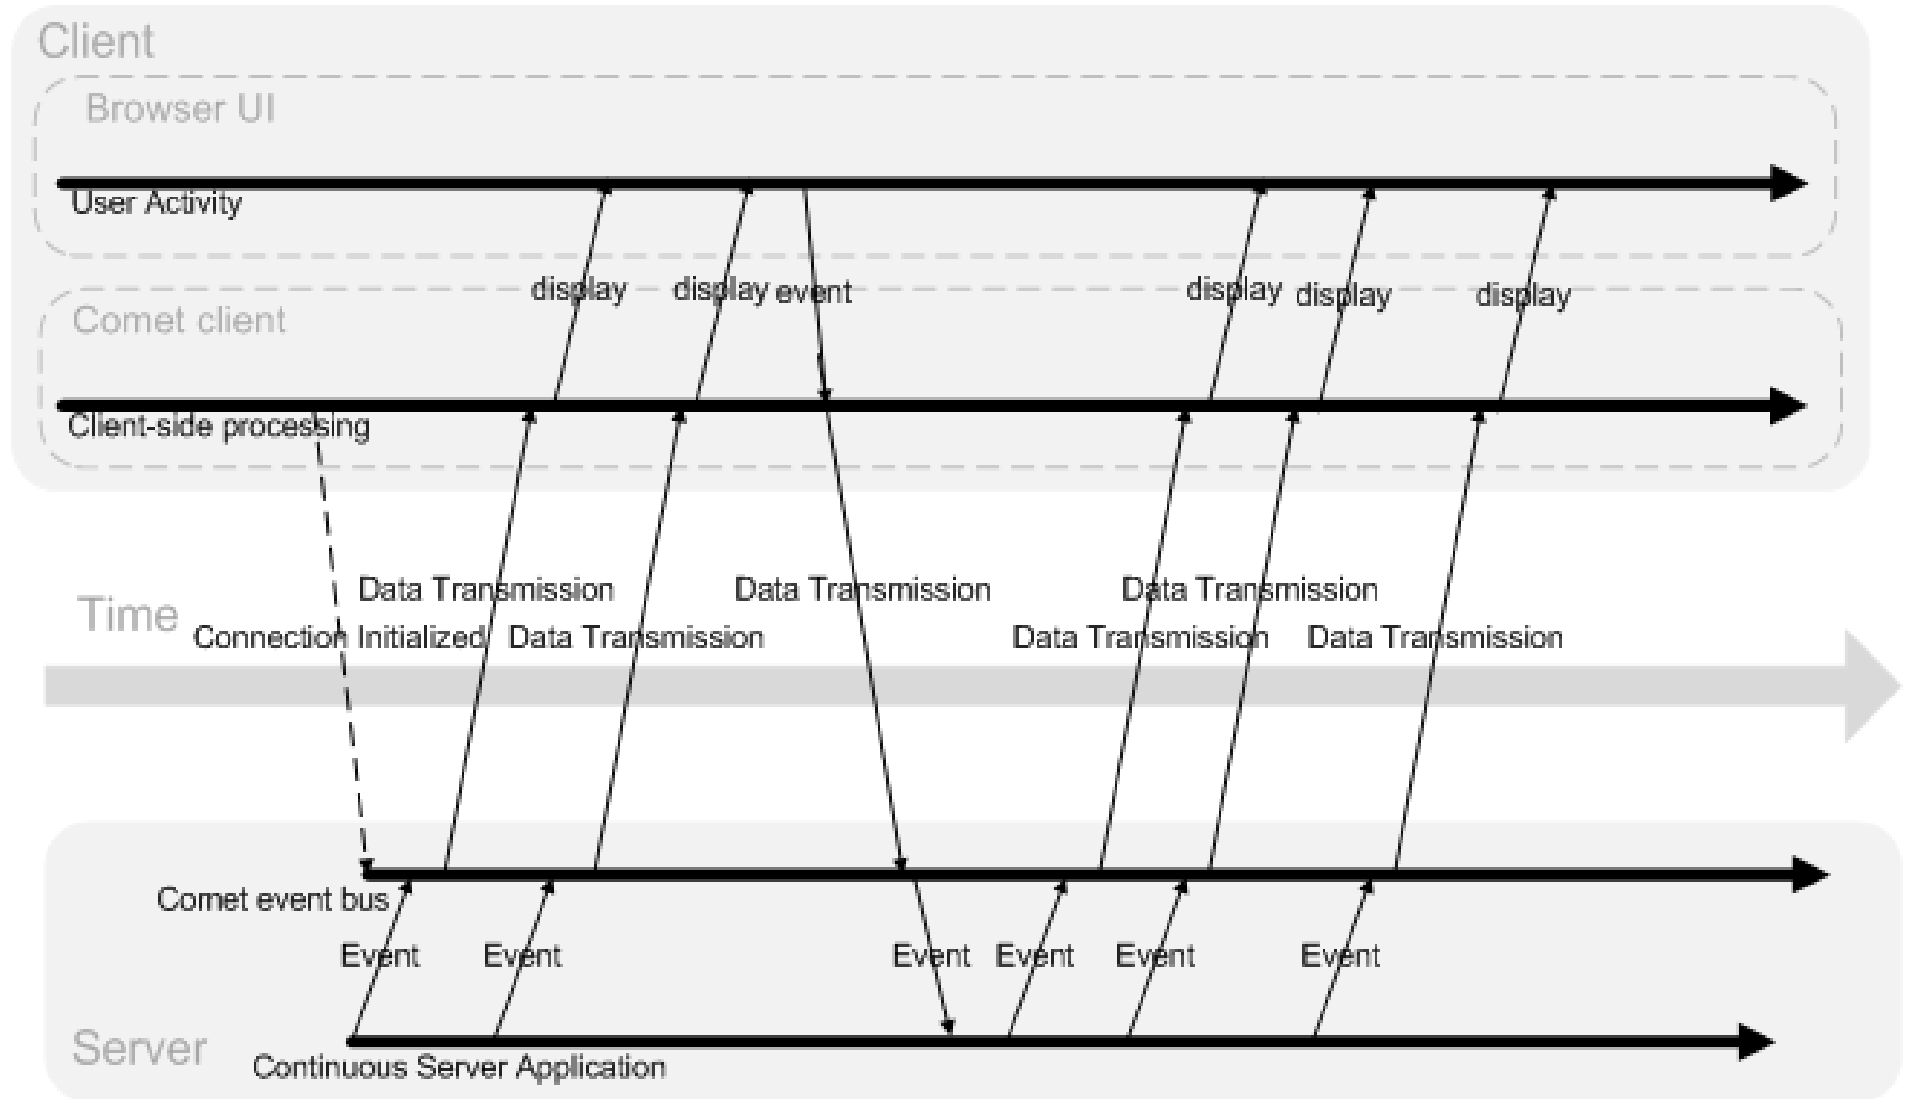 Client
Browser UI
User Activity
display
display
event
display
display
display
Comet client
Client-side processing
Data Transmission
Data Transmission
Data Transmission
Time
Connection Initialized
Data Transmission
Data Transmission
Data Transmission
Comet event bus
Event
Event
Event
Event
Event
Event
Server
Continuous Server Application